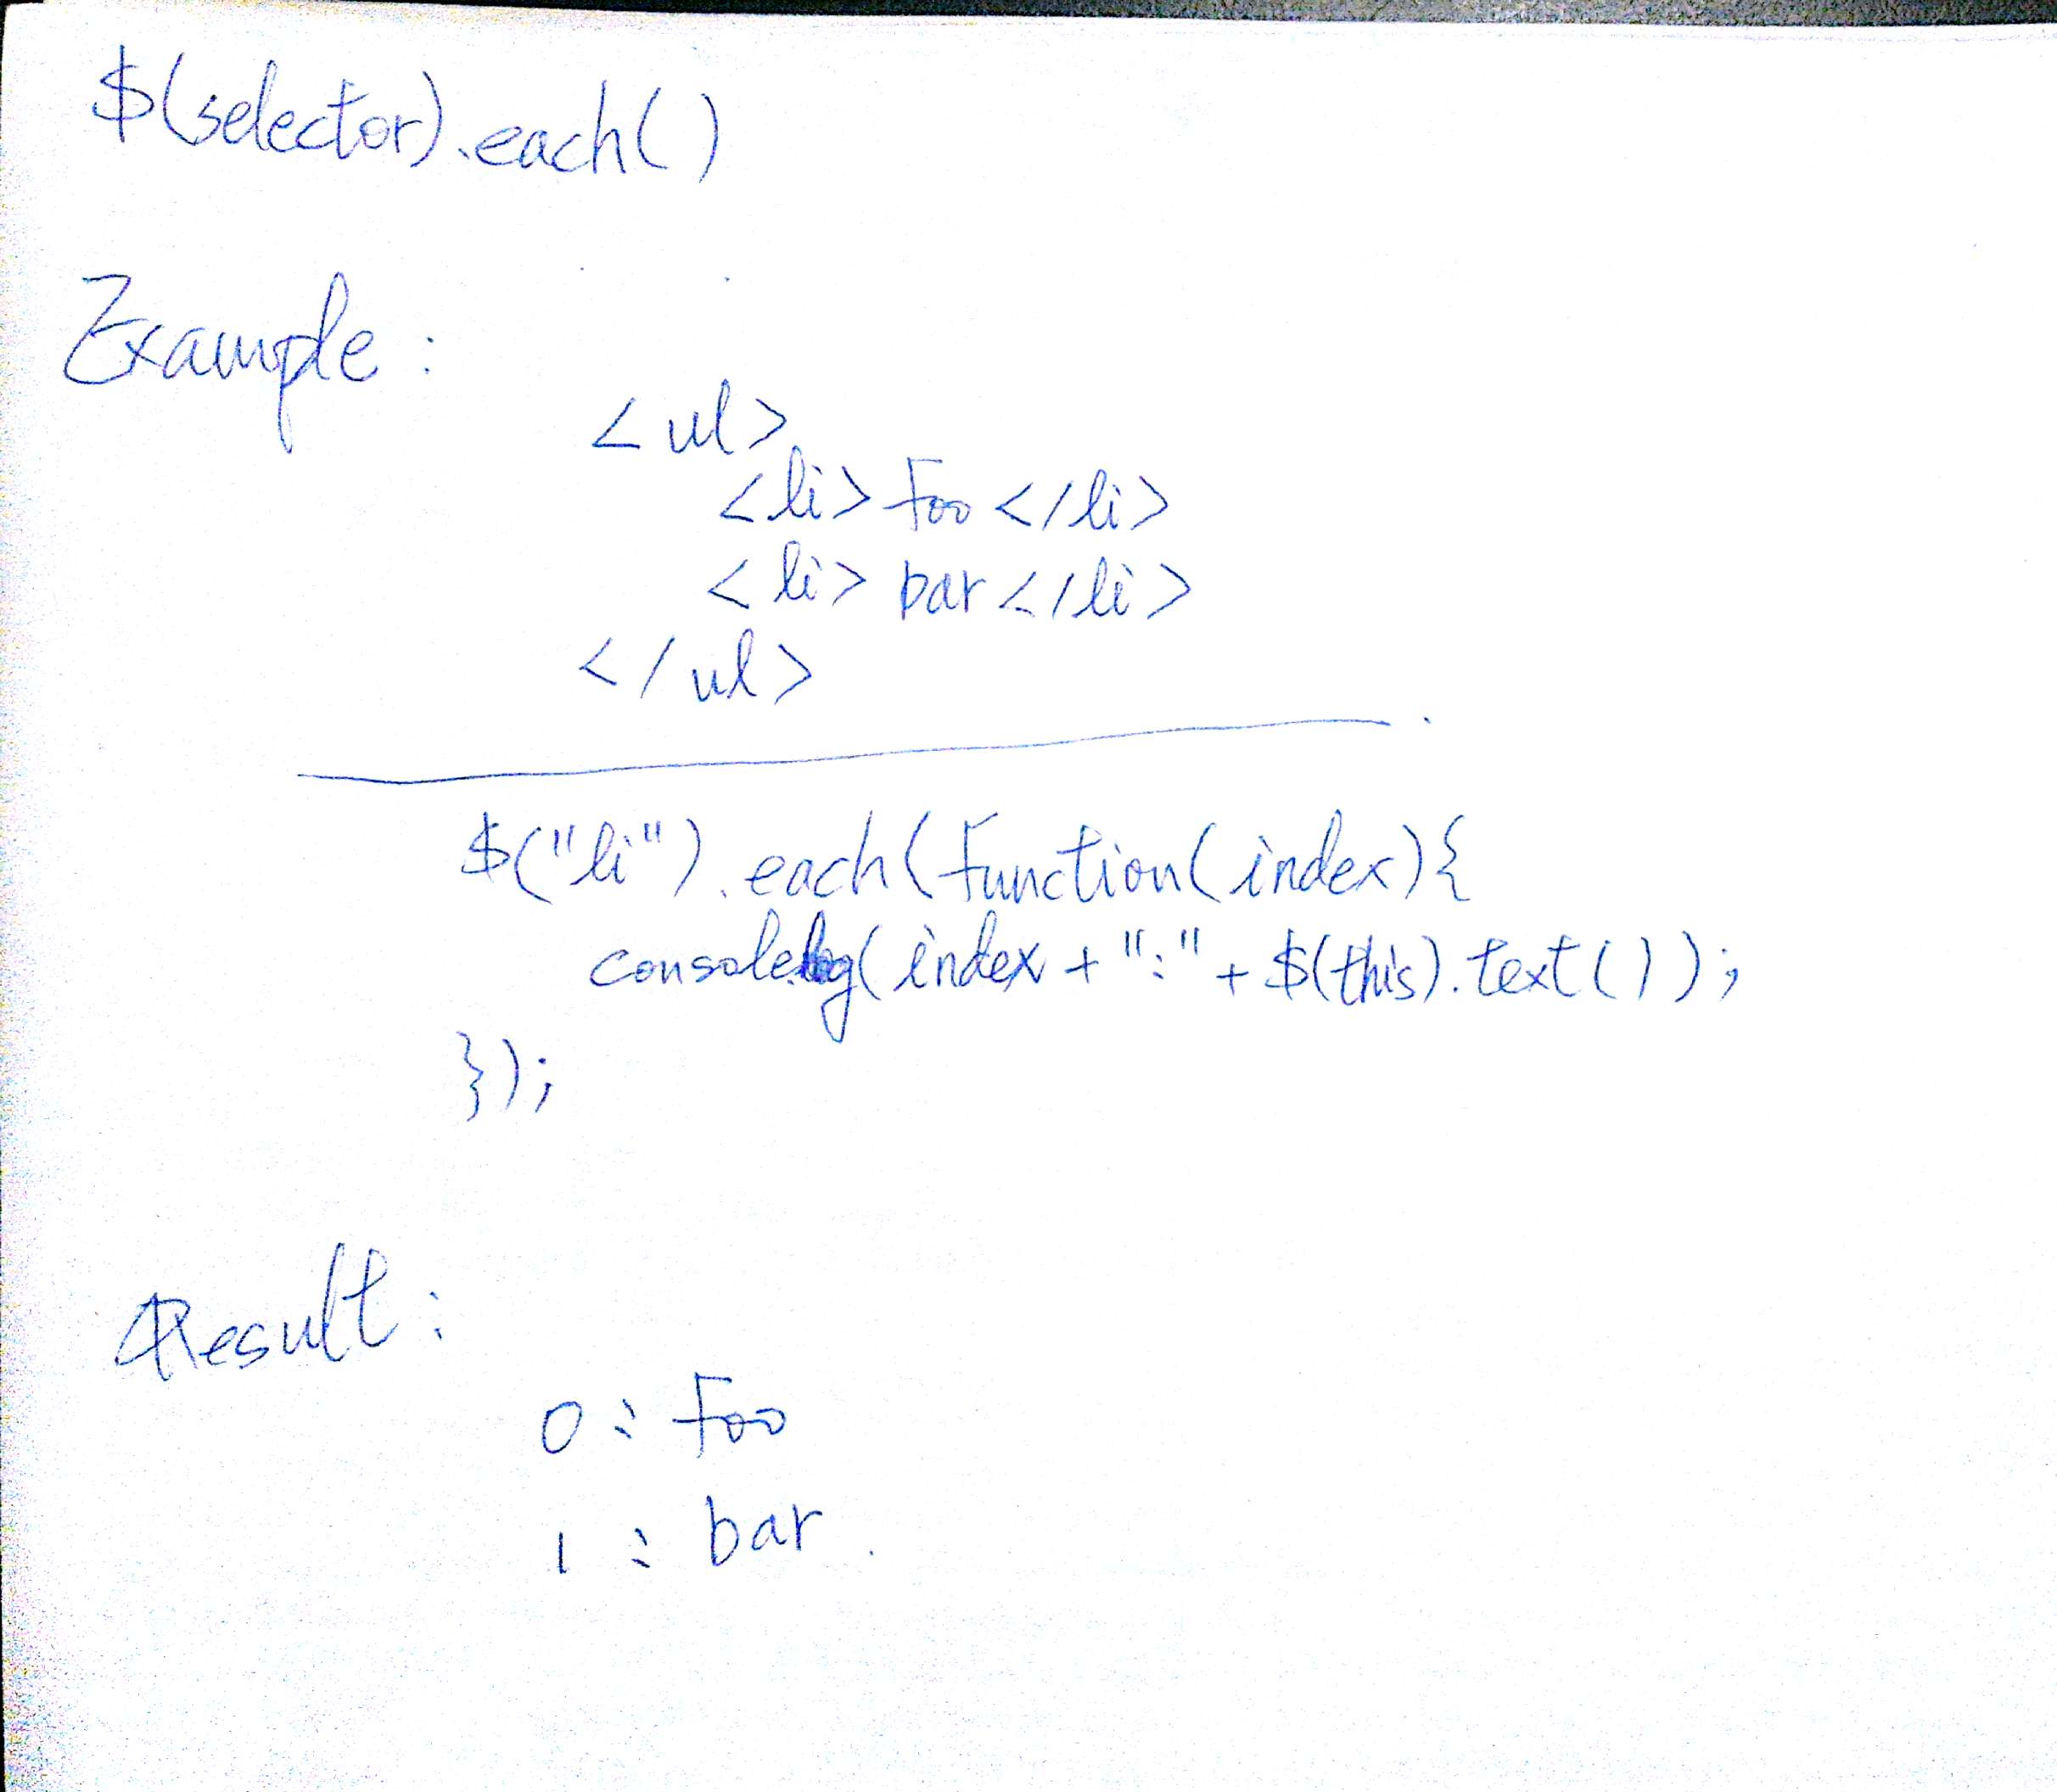 $(selector).each()
Example:
<ul>
<li>Foo</li>
<li>bar</li>
</ul>
$("li").each(function(index){
console.log(index+":"+$(this).text());
});
Result:
0:Foo
1:bar.